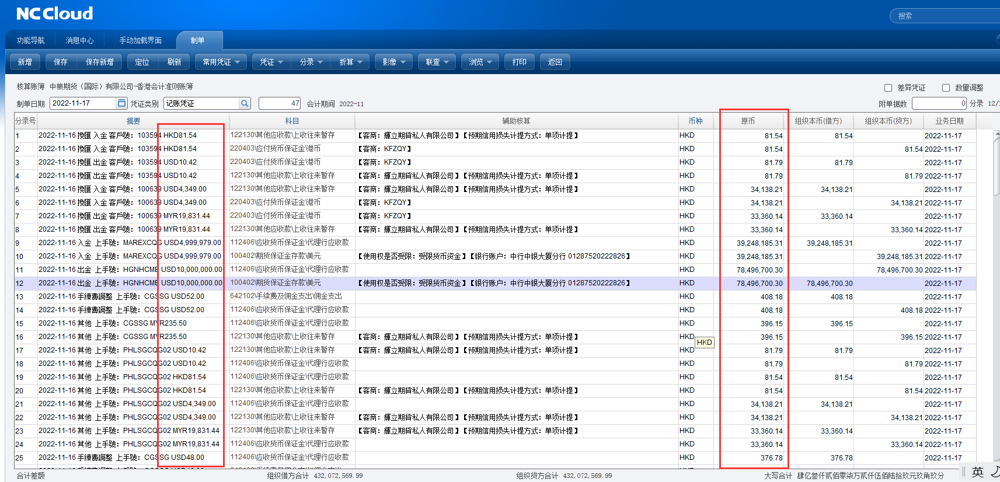 NC Cloud
搜索
功能导航 消息中心 手动加载界面 制单
新增 保存 保存新增 定位 刷新 常用凭证 凭证 分录 折算 影像 联查 浏览 打印 返回
核算账簿 中粮期货（国际）有限公司-香港会计准则账簿 差异凭证 数量调整
制单日期 2022-11-17 凭证类别 记账凭证 47 会计期间 2022-11 附单据数 0 分录 12/
分录号 摘要 科目 辅助核算 币种 原币 组织本币(借方) 组织本币(贷方) 业务日期
1 2022-11-16 換匯 入金 客戶號：103594 HKD81.54 122130\其他应收款\上收往来暂存 【客商：輝立期貨私人有限公司】【预期信用损失计提方式：单项计提】 HKD 81.54 81.54 2022-11-17
2 2022-11-16 換匯 入金 客戶號：103594 HKD81.54 220403\应付货币保证金\港币 【客商：KFZQY】 HKD 81.54 81.54 2022-11-17
3 2022-11-16 換匯 出金 客戶號：103594 USD10.42 220403\应付货币保证金\港币 【客商：KFZQY】 HKD 81.79 81.79 2022-11-17
4 2022-11-16 換匯 出金 客戶號：103594 USD10.42 122130\其他应收款\上收往来暂存 【客商：輝立期貨私人有限公司】【预期信用损失计提方式：单项计提】 HKD 81.79 81.79 2022-11-17
5 2022-11-16 換匯 入金 客戶號：100639 USD4,349.00 122130\其他应收款\上收往来暂存 【客商：輝立期貨私人有限公司】【预期信用损失计提方式：单项计提】 HKD 34,138.21 34,138.21 2022-11-17
6 2022-11-16 換匯 入金 客戶號：100639 USD4,349.00 220403\应付货币保证金\港币 【客商：KFZQY】 HKD 34,138.21 34,138.21 2022-11-17
7 2022-11-16 換匯 出金 客戶號：100639 MYR19,831.44 220403\应付货币保证金\港币 【客商：KFZQY】 HKD 33,360.14 33,360.14 2022-11-17
8 2022-11-16 換匯 出金 客戶號：100639 MYR19,831.44 122130\其他应收款\上收往来暂存 【客商：輝立期貨私人有限公司】【预期信用损失计提方式：单项计提】 HKD 33,360.14 33,360.14 2022-11-17
9 2022-11-16 入金 上手號：MAREXCQG USD4,999,979.00 112406\应收货币保证金\代理行应收款 HKD 39,248,185.31 39,248,185.31 2022-11-17
10 2022-11-16 入金 上手號：MAREXCQG USD4,999,979.00 100402\期货保证金存款\美元 【使用权是否受限：受限货币资金】【银行账户：中行中银大厦分行 01287520222826】 HKD 39,248,185.31 39,248,185.31 2022-11-17
11 2022-11-16 出金 上手號：HGNHCME USD10,000,000.00 112406\应收货币保证金\代理行应收款 HKD 78,496,700.30 78,496,700.30 2022-11-17
12 2022-11-16 出金 上手號：HGNHCME USD10,000,000.00 100402\期货保证金存款\美元 【使用权是否受限：受限货币资金】【银行账户：中行中银大厦分行 01287520222826】 HKD 78,496,700.30 78,496,700.30 2022-11-17
13 2022-11-16 手續費調整 上手號：CGSSG USD52.00 642102\手续费及佣金支出\佣金支出 HKD 408.18 408.18 2022-11-17
14 2022-11-16 手續費調整 上手號：CGSSG USD52.00 112406\应收货币保证金\代理行应收款 HKD 408.18 408.18 2022-11-17
15 2022-11-16 其他 上手號：CGSSG MYR235.50 112406\应收货币保证金\代理行应收款 HKD 396.15 396.15 2022-11-17
16 2022-11-16 其他 上手號：CGSSG MYR235.50 122130\其他应收款\上收往来暂存 【客商：輝立期貨私人有限公司】【预期信用损失计提方式：单项计提】 HKD 396.15 396.15 2022-11-17
HKD
17 2022-11-16 其他 上手號：PHLSGCQG02 USD10.42 122130\其他应收款\上收往来暂存 【客商：輝立期貨私人有限公司】【预期信用损失计提方式：单项计提】 HKD 81.79 81.79 2022-11-17
18 2022-11-16 其他 上手號：PHLSGCQG02 USD10.42 112406\应收货币保证金\代理行应收款 HKD 81.79 81.79 2022-11-17
19 2022-11-16 其他 上手號：PHLSGCQG02 HKD81.54 112406\应收货币保证金\代理行应收款 HKD 81.54 81.54 2022-11-17
20 2022-11-16 其他 上手號：PHLSGCQG02 HKD81.54 122130\其他应收款\上收往来暂存 【客商：輝立期貨私人有限公司】【预期信用损失计提方式：单项计提】 HKD 81.54 81.54 2022-11-17
21 2022-11-16 其他 上手號：PHLSGCQG02 USD4,349.00 112406\应收货币保证金\代理行应收款 HKD 34,138.21 34,138.21 2022-11-17
22 2022-11-16 其他 上手號：PHLSGCQG02 USD4,349.00 122130\其他应收款\上收往来暂存 【客商：輝立期貨私人有限公司】【预期信用损失计提方式：单项计提】 HKD 34,138.21 34,138.21 2022-11-17
23 2022-11-16 其他 上手號：PHLSGCQG02 MYR19,831.44 122130\其他应收款\上收往来暂存 【客商：輝立期貨私人有限公司】【预期信用损失计提方式：单项计提】 HKD 33,360.14 33,360.14 2022-11-17
24 2022-11-16 其他 上手號：PHLSGCQG02 MYR19,831.44 112406\应收货币保证金\代理行应收款 HKD 33,360.14 33,360.14 2022-11-17
25 2022-11-16 手續費調整 上手號：CGSSG USD48.00 112406\应收货币保证金\代理行应收款 HKD 376.78 376.78 2022-11-17
合计差额 组织借方合计 432,072,569.99 组织贷方合计 432,072,569.99 大写合计 肆亿叁仟贰佰零柒万贰仟伍佰陆拾玖元玖角玖分 英